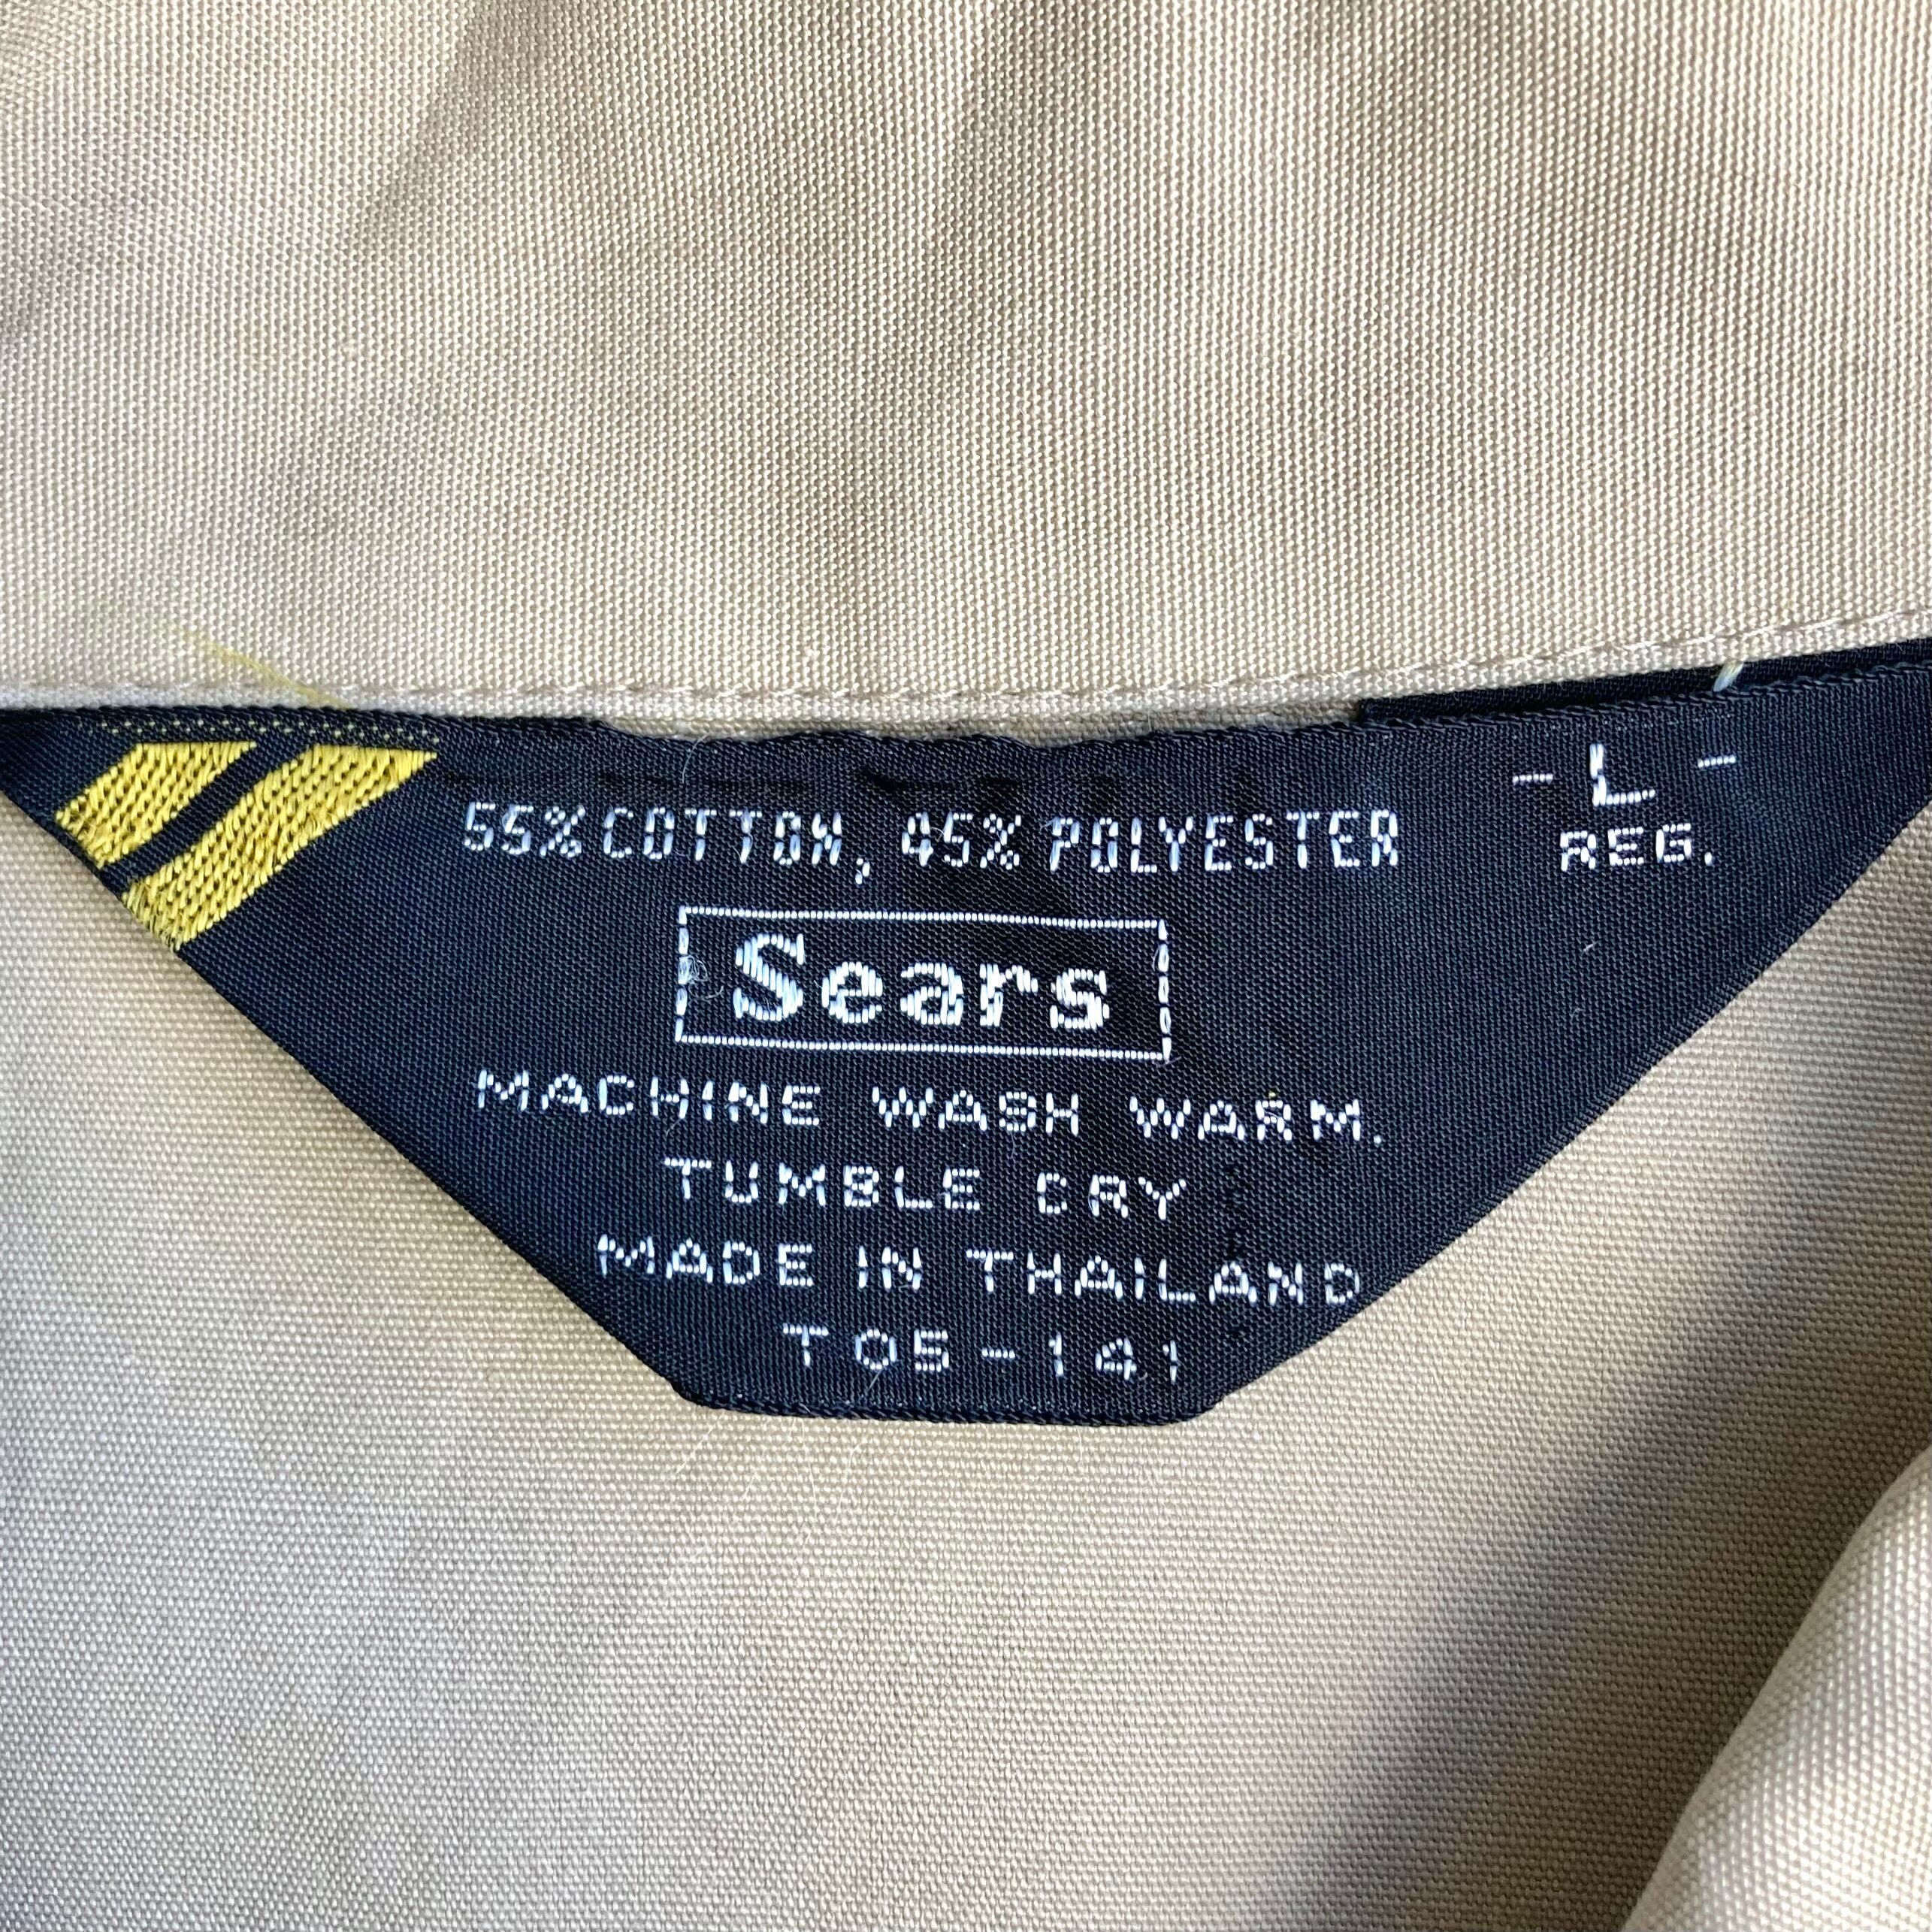 - L -
REG.
55% COTTON, 45% POLYESTER
Sears
MACHINE WASH WARM.
TUMBLE DRY
MADE IN THAILAND
T05-141